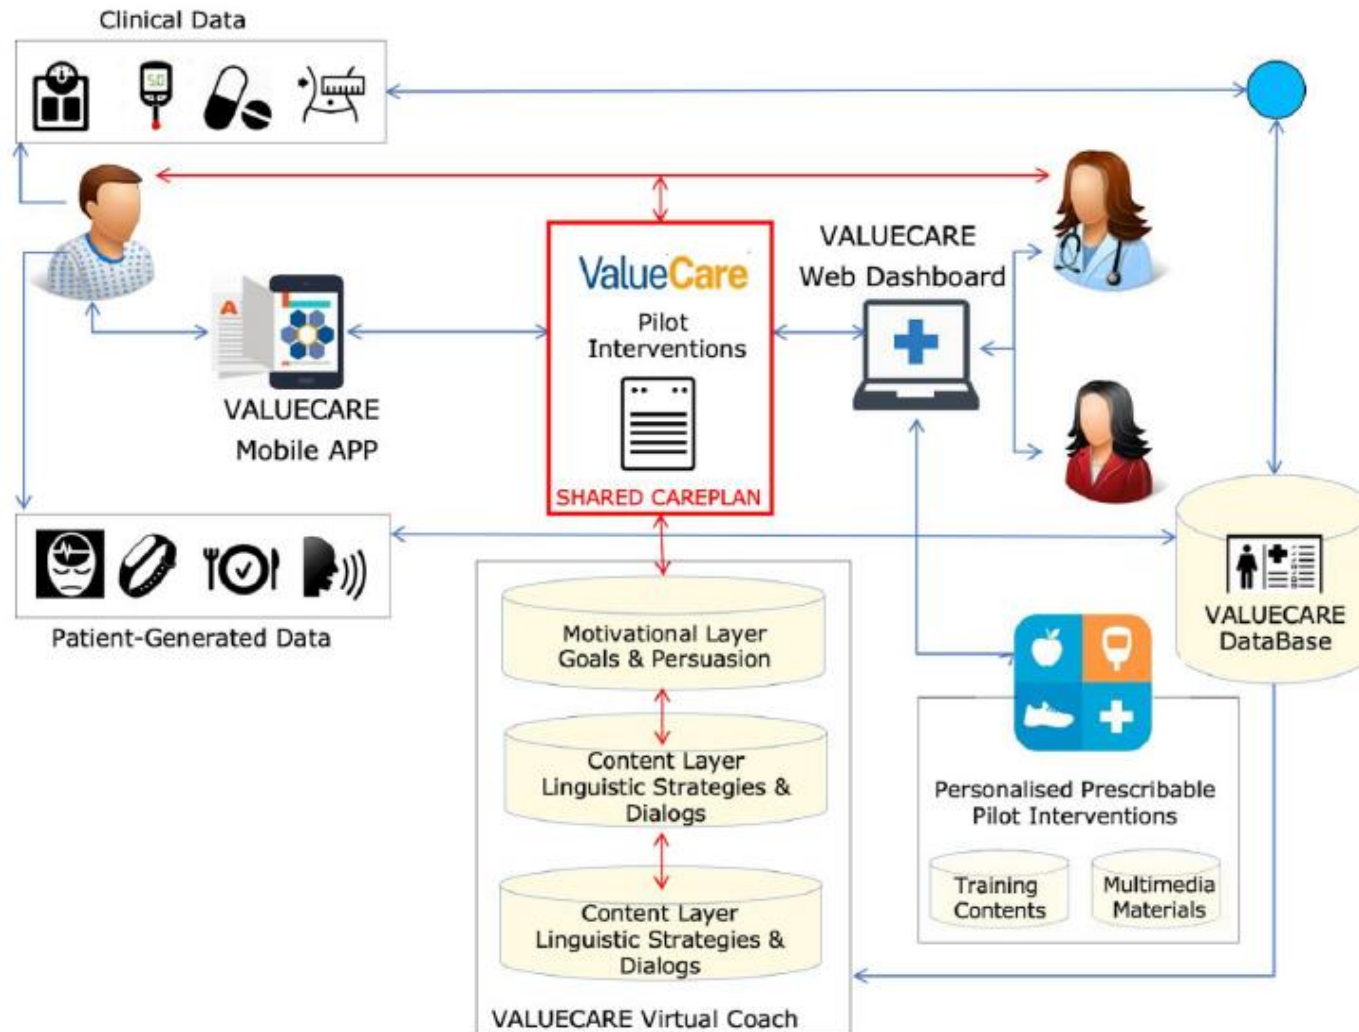 Clinical Data
5.0
VALUECARE
Web Dashboard
ValueCare
Pilot
Interventions
A
VALUECARE
Mobile APP
SHARED CAREPLAN
Patient-Generated Data
VALUECARE
DataBase
Motivational Layer
Goals & Persuasion
Content Layer
Linguistic Strategies &
Dialogs
Content Layer
Linguistic Strategies &
Dialogs
VALUECARE Virtual Coach
Personalised Prescribable
Pilot Interventions
Training
Contents
Multimedia
Materials